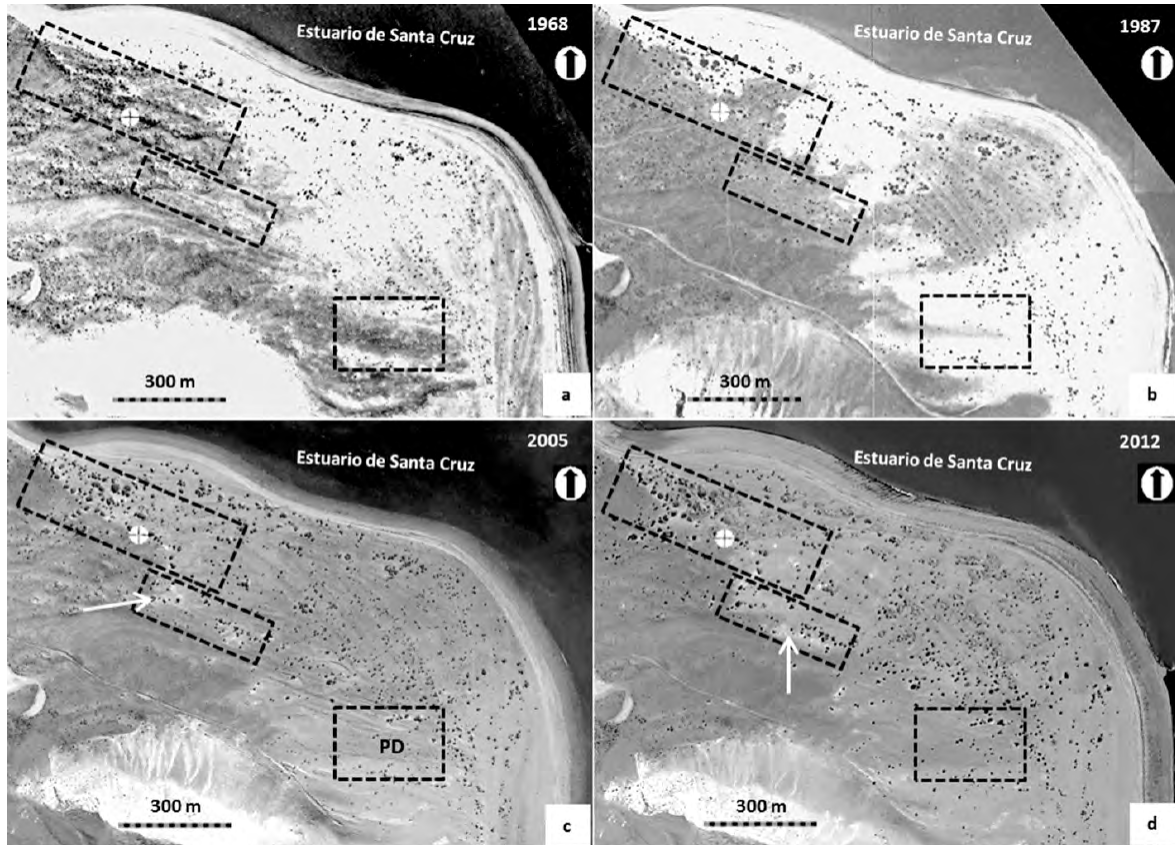 Estuario de Santa Cruz
1968
300 m
a
Estuario de Santa Cruz
1987
300 m
b
Estuario de Santa Cruz
2005
PD
300 m
c
Estuario de Santa Cruz
2012
300 m
d